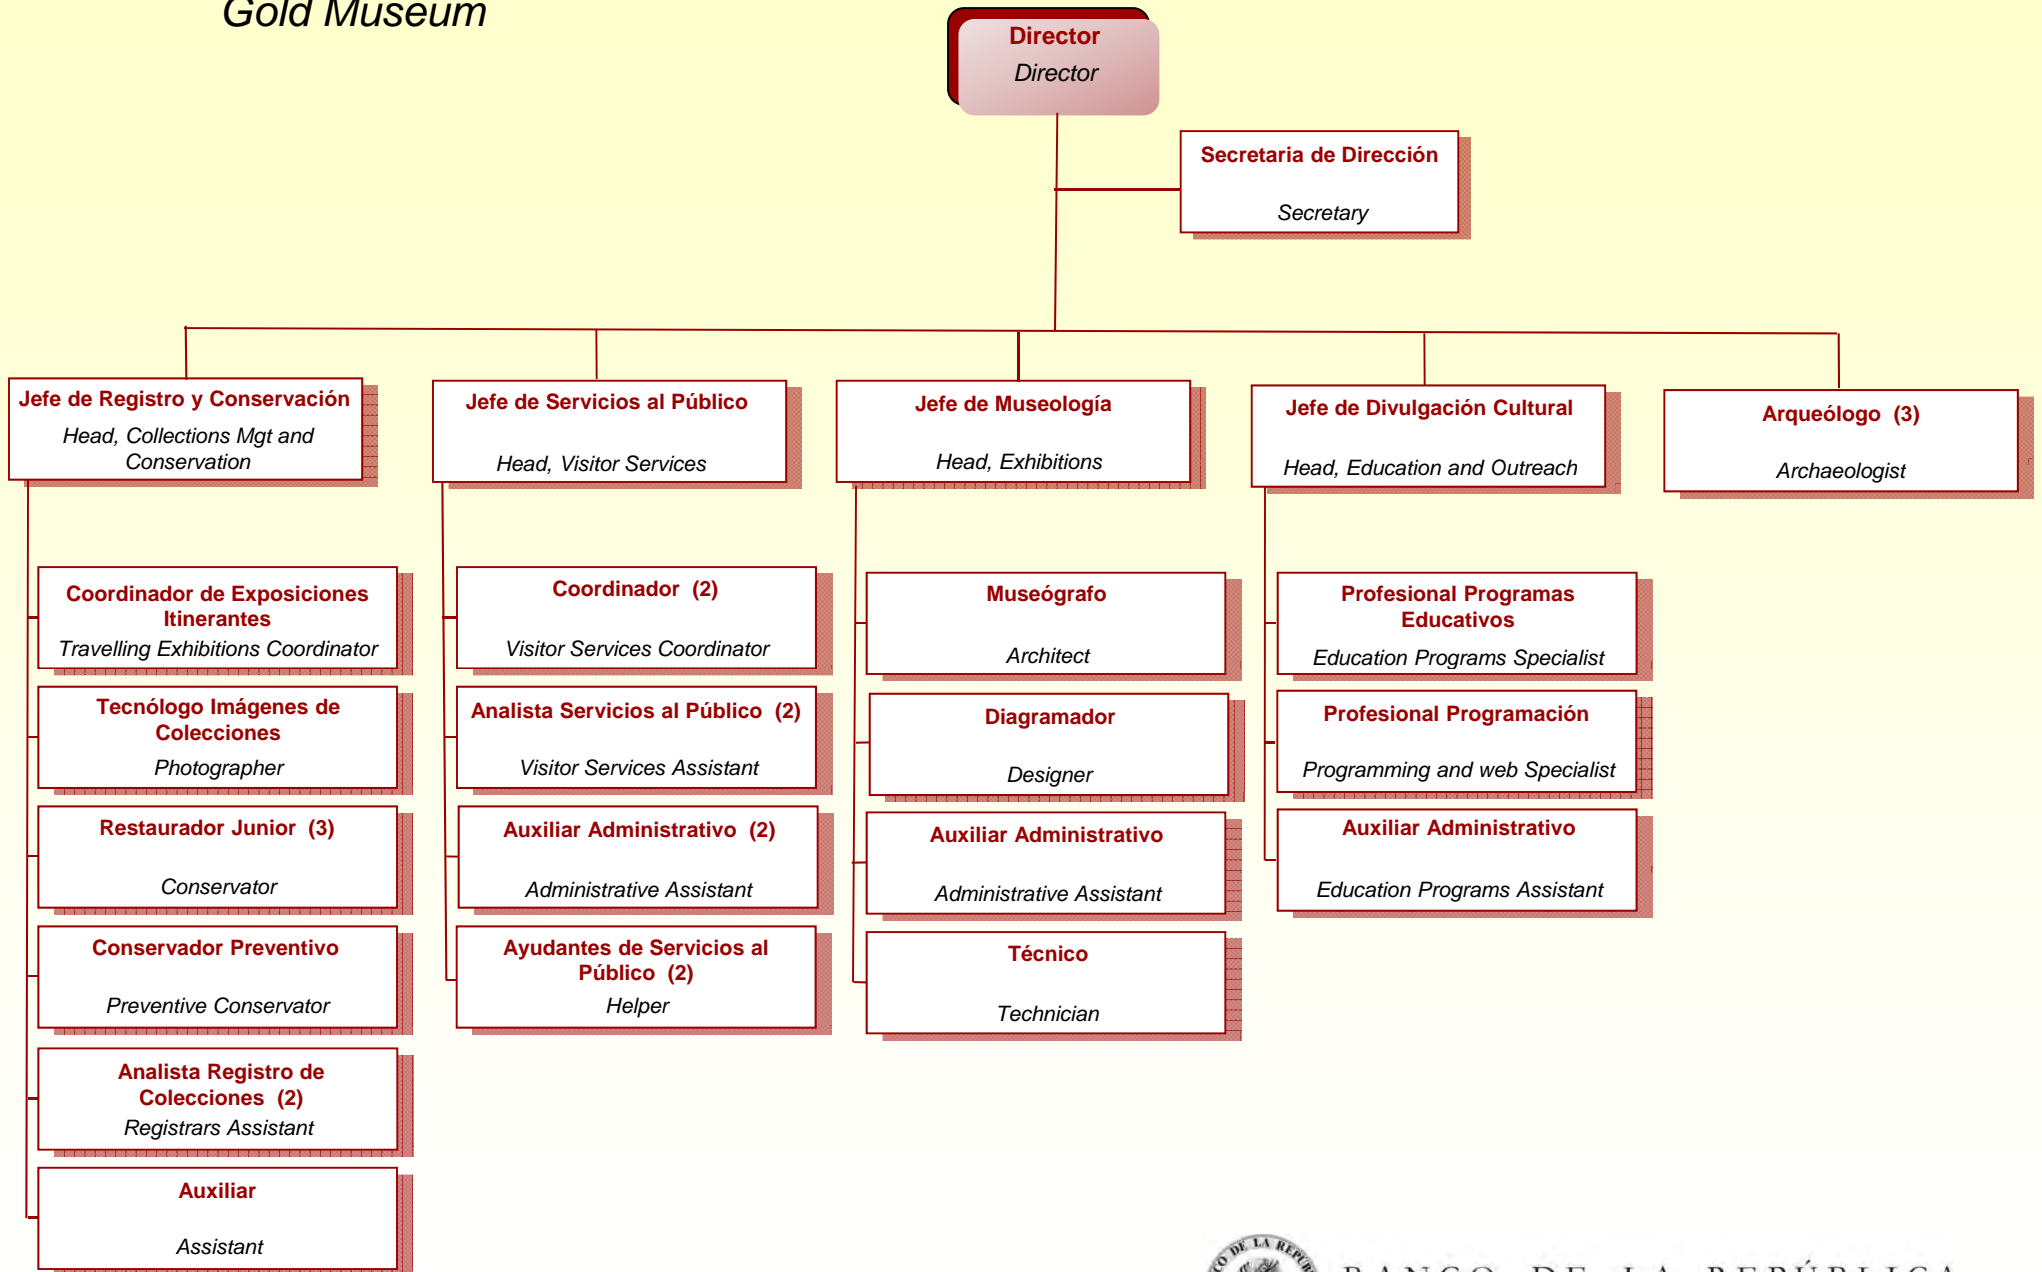 Gold Museum
Director
Director
Secretaria de Dirección
Secretary
Jefe de Registro y Conservación
Head, Collections Mgt and
Conservation
Jefe de Servicios al Público
Head, Visitor Services
Jefe de Museología
Head, Exhibitions
Jefe de Divulgación Cultural
Head, Education and Outreach
Arqueólogo (3)
Archaeologist
Coordinador de Exposiciones
Itinerantes
Travelling Exhibitions Coordinator
Tecnólogo Imágenes de
Colecciones
Photographer
Restaurador Junior (3)
Conservator
Conservador Preventivo
Preventive Conservator
Analista Registro de
Colecciones (2)
Registrars Assistant
Auxiliar
Assistant
Coordinador (2)
Visitor Services Coordinator
Analista Servicios al Público (2)
Visitor Services Assistant
Auxiliar Administrativo (2)
Administrative Assistant
Ayudantes de Servicios al
Público (2)
Helper
Museógrafo
Architect
Diagramador
Designer
Auxiliar Administrativo
Administrative Assistant
Técnico
Technician
Profesional Programas
Educativos
Education Programs Specialist
Profesional Programación
Programming and web Specialist
Auxiliar Administrativo
Education Programs Assistant
BANCO DE LA REPÚBLICA